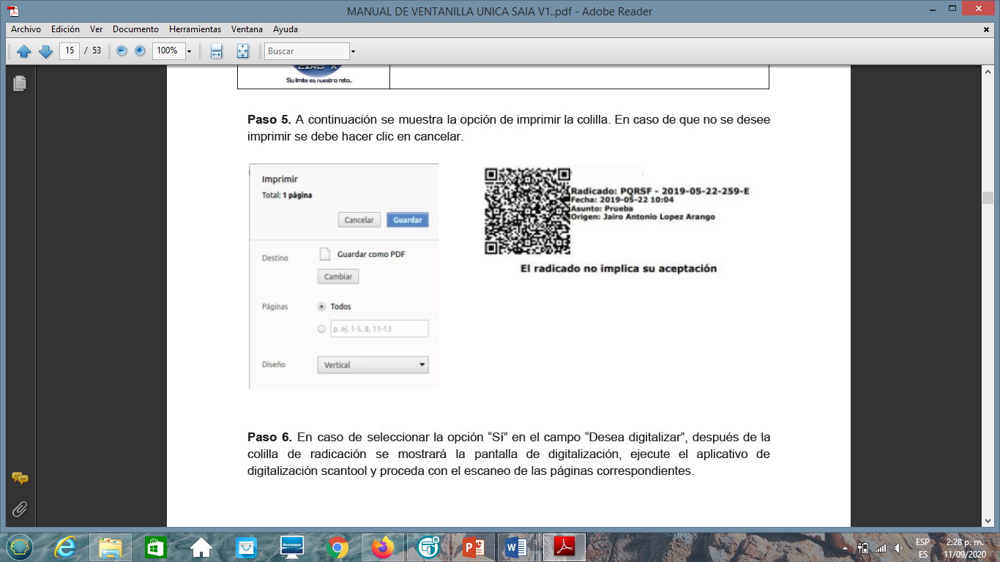 MANUAL DE VENTANILLA UNICA SAIA V1..pdf - Adobe Reader
Archivo Edición Ver Documento Herramientas Ventana Ayuda
15 / 53 100% Buscar
Su limite es nuestro reto..
Paso 5. A continuación se muestra la opción de imprimir la colilla. En caso de que no se desee
imprimir se debe hacer clic en cancelar.
Imprimir
Total: 1 página
Cancelar Guardar
Destino Guardar como PDF
Cambiar
Páginas Todos
p. ej. 1-5, 8, 11-13
Diseño Vertical
Radicado: PQRSF - 2019-05-22-259-E
Fecha: 2019-05-22 10:04
Asunto: Prueba
Origen: Jairo Antonio Lopez Arango
El radicado no implica su aceptación
Paso 6. En caso de seleccionar la opción “Sí” en el campo “Desea digitalizar”, después de la
colilla de radicación se mostrará la pantalla de digitalización, ejecute el aplicativo de
digitalización scantool y proceda con el escaneo de las páginas correspondientes.
lenovo
ESP 2:28 p. m.
ES 11/09/2020